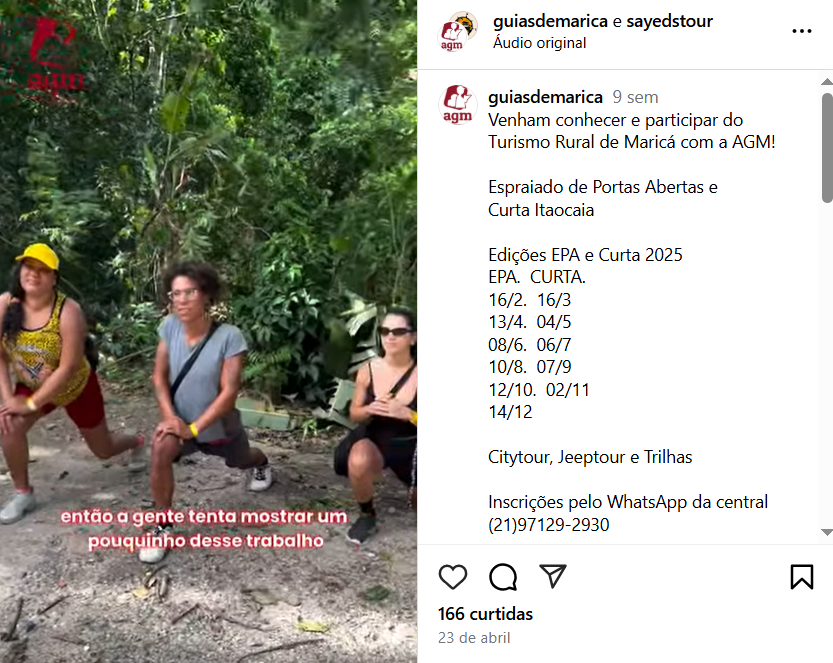 agm
então a gente tenta mostrar um
pouquinho desse trabalho
agm
guiasdemarica e sayedstour
Áudio original
agm
guiasdemarica 9 sem
Venham conhecer e participar do
Turismo Rural de Maricá com a AGM!
Espraiado de Portas Abertas e
Curta Itaocaia
Edições EPA e Curta 2025
EPA. CURTA.
16/2. 16/3
13/4. 04/5
08/6. 06/7
10/8. 07/9
12/10. 02/11
14/12
Citytour, Jeeptour e Trilhas
Inscrições pelo WhatsApp da central
(21)97129-2930
166 curtidas
23 de abril